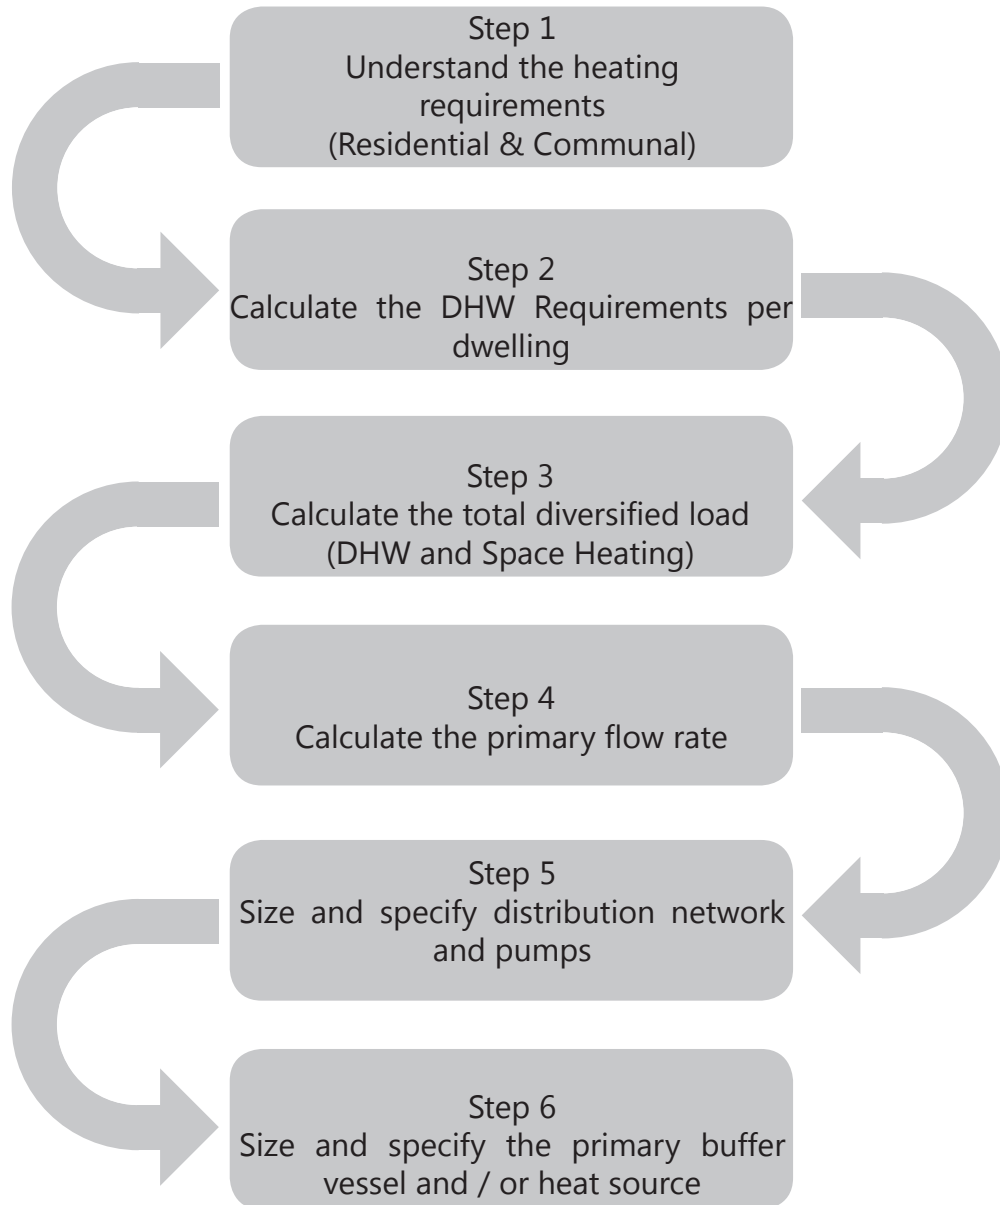 Step 1
Understand the heating
requirements
(Residential & Communal)
Step 2
Calculate the DHW Requirements per
dwelling
Step 3
Calculate the total diversified load
(DHW and Space Heating)
Step 4
Calculate the primary flow rate
Step 5
Size and specify distribution network
and pumps
Step 6
Size and specify the primary buffer
vessel and / or heat source